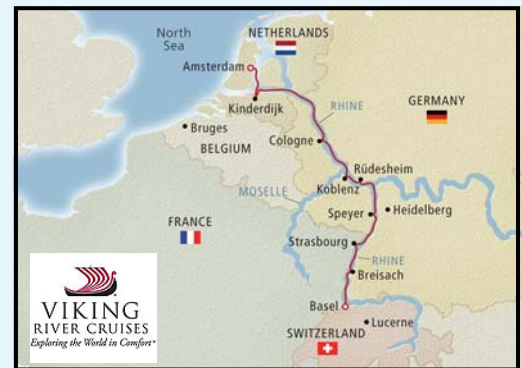 North
Sea
NETHERLANDS
Amsterdam
Kinderdijk
RHINE
GERMANY
Bruges
BELGIUM
Cologne
Rüdesheim
Koblenz
MOSELLE
Speyer
Heidelberg
FRANCE
Strasbourg
RHINE
Breisach
Basel
Lucerne
SWITZERLAND
VIKING
RIVER CRUISES
Exploring the World in Comfort®